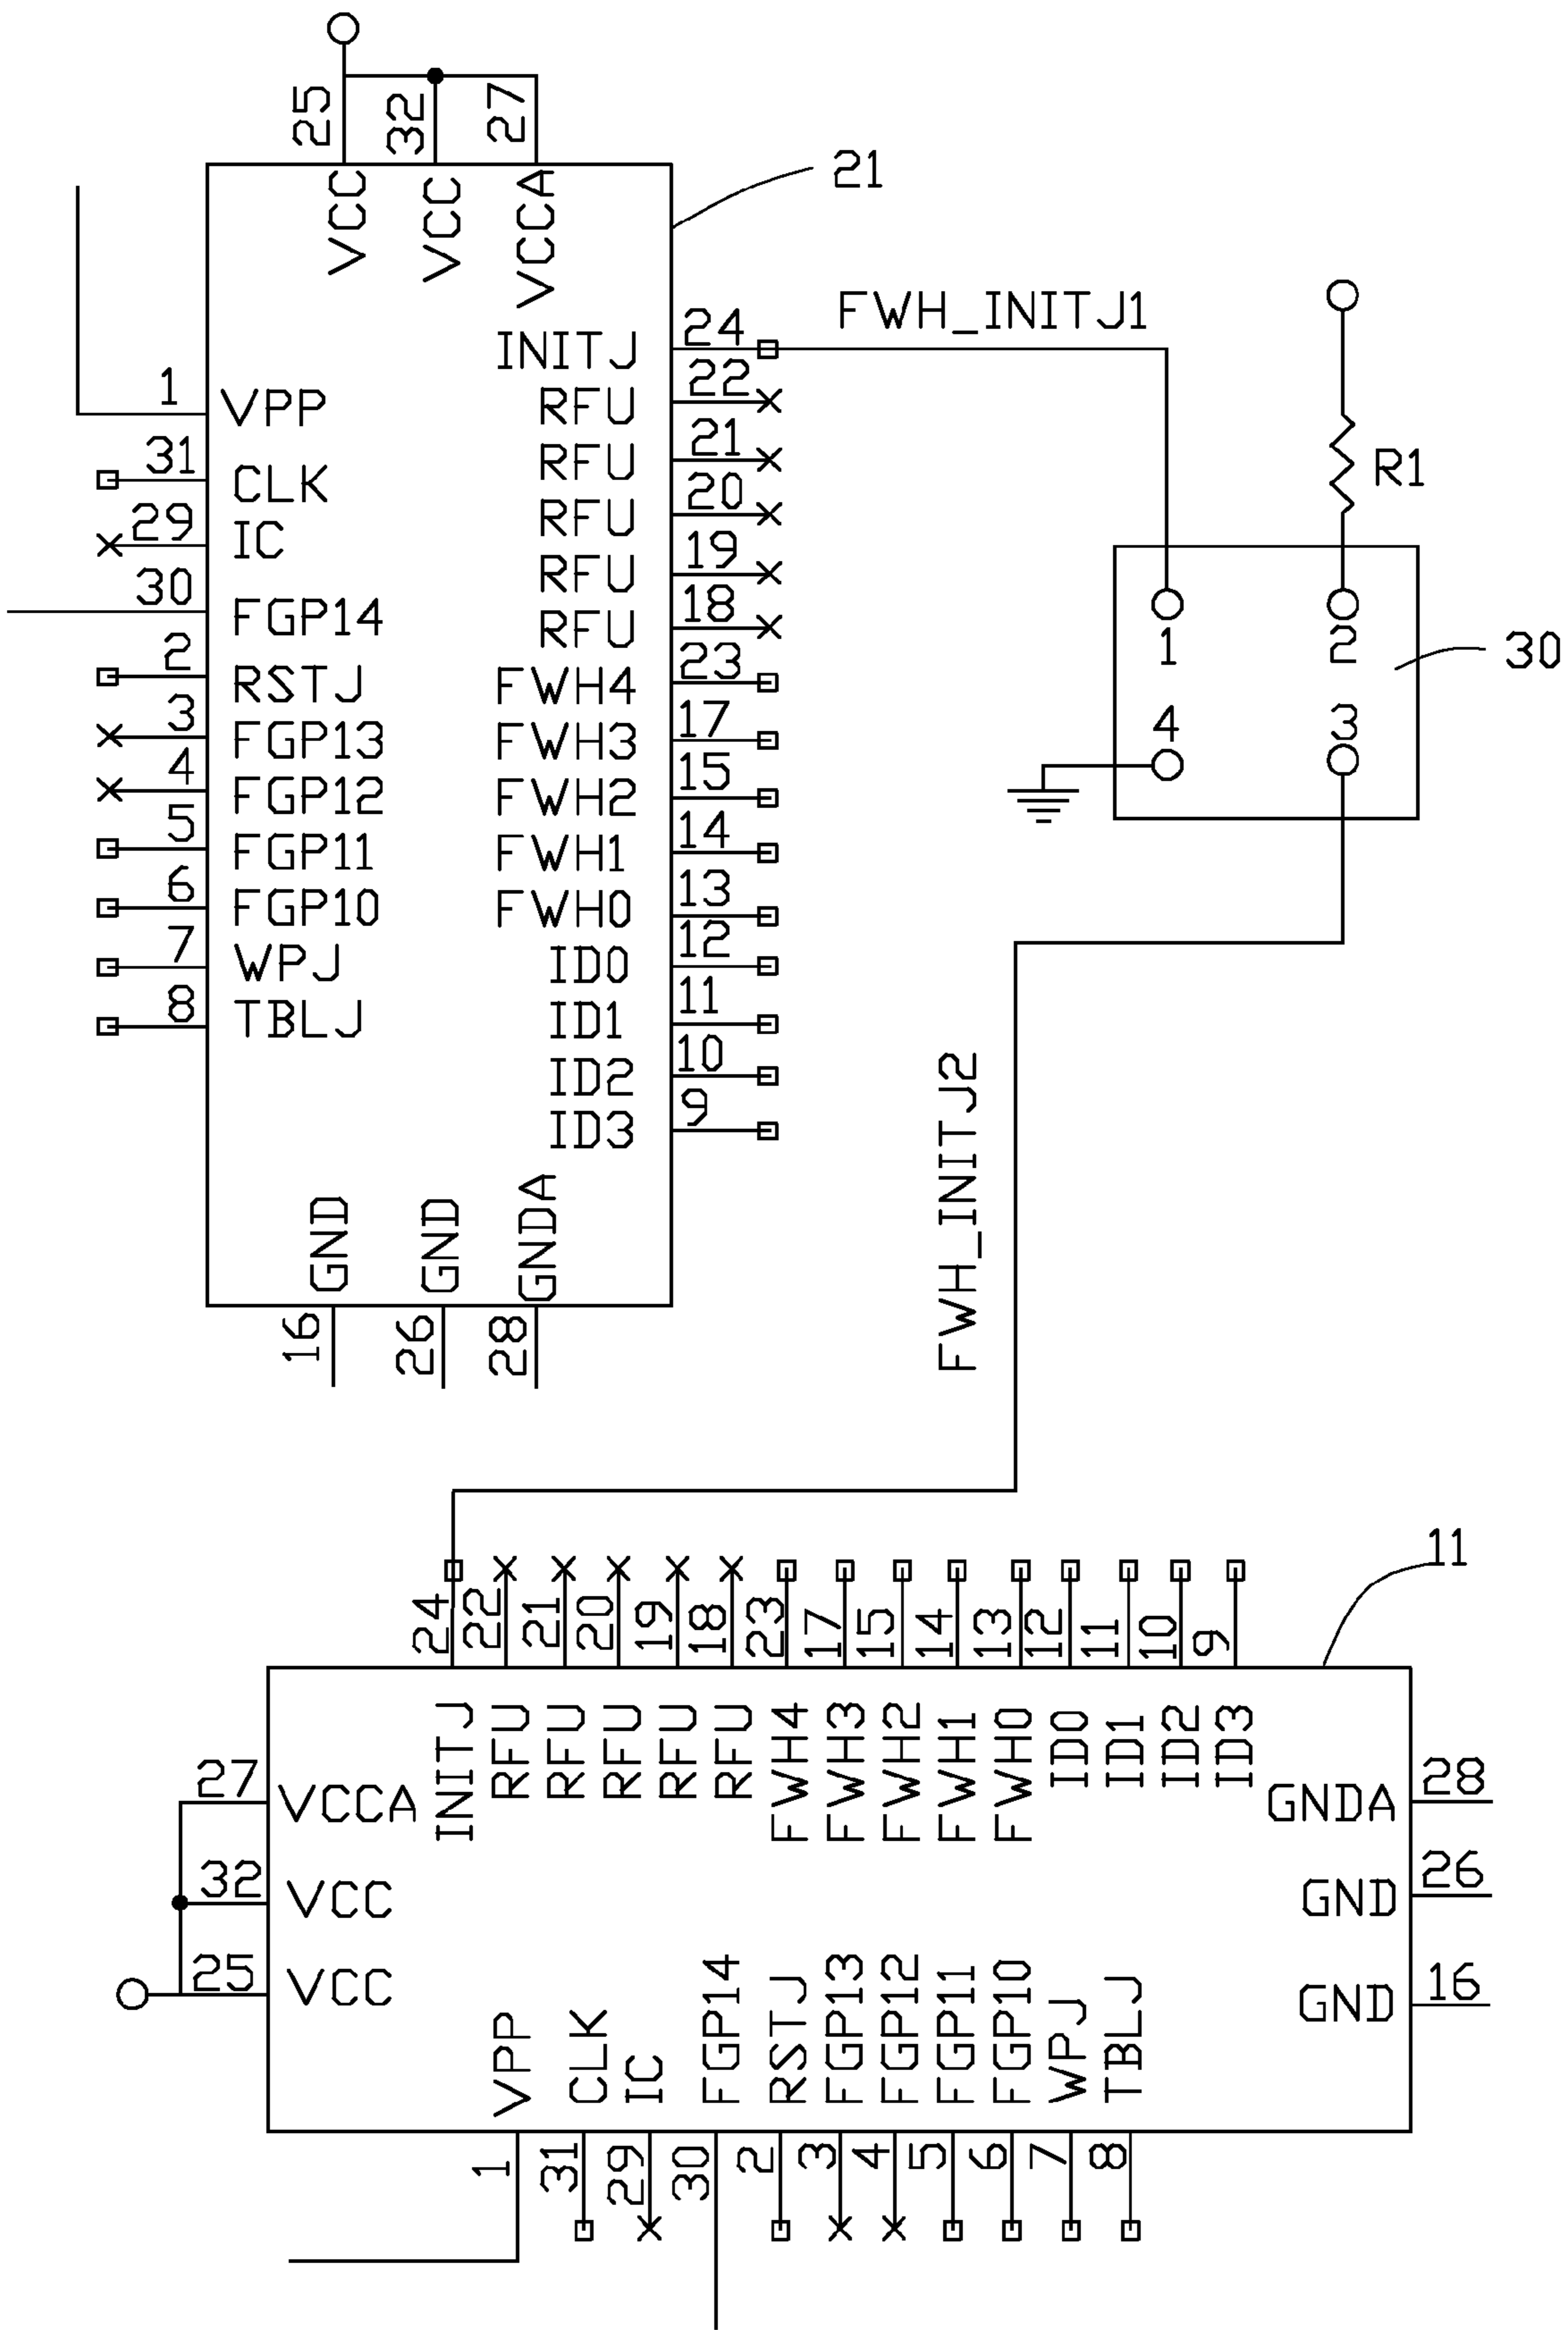 25 32 27
VCC VCC VCCA
21
FWH_INITJ1
24 INITJ
22 RFU
21 RFU
20 RFU
19 RFU
18 RFU
23 FWH4
17 FWH3
15 FWH2
14 FWH1
13 FWH0
12 ID0
11 ID1
10 ID2
9 ID3
1 VPP
31 CLK
29 IC
30 FGP14
2 RSTJ
3 FGP13
4 FGP12
5 FGP11
6 FGP10
7 WPJ
8 TBLJ
GND GND GNDA
16 26 28
R1
1 2
4 3
30
FWH_INITJ2
11
24 22 21 20 19 18 23 17 15 14 13 12 11 10 9
INITJ RFU RFU RFU RFU RFU FWH4 FWH3 FWH2 FWH1 FWH0 ID0 ID1 ID2 ID3
27 VCCA
32 VCC
25 VCC
GNDA 28
GND 26
GND 16
VPP CLK IC FGP14 RSTJ FGP13 FGP12 FGP11 FGP10 WPJ TBLJ
1 31 29 30 2 3 4 5 6 7 8